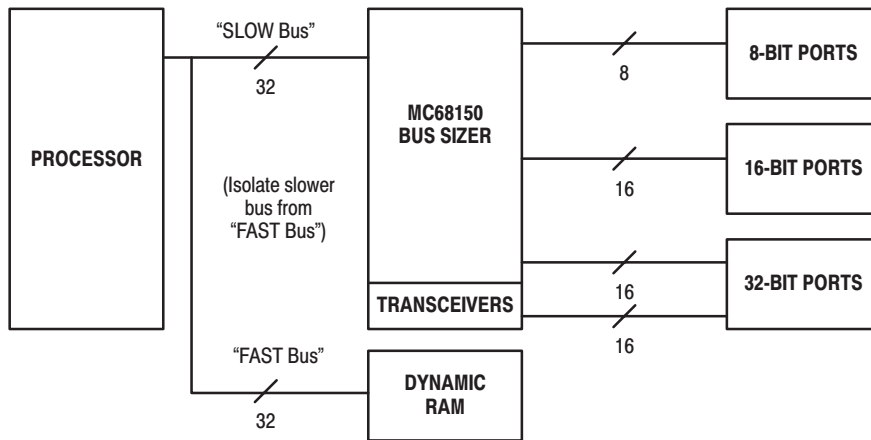 “SLOW Bus”
32
PROCESSOR
(Isolate slower
bus from
“FAST Bus”)
“FAST Bus”
32
MC68150
BUS SIZER
TRANSCEIVERS
DYNAMIC
RAM
8
16
16
16
8-BIT PORTS
16-BIT PORTS
32-BIT PORTS